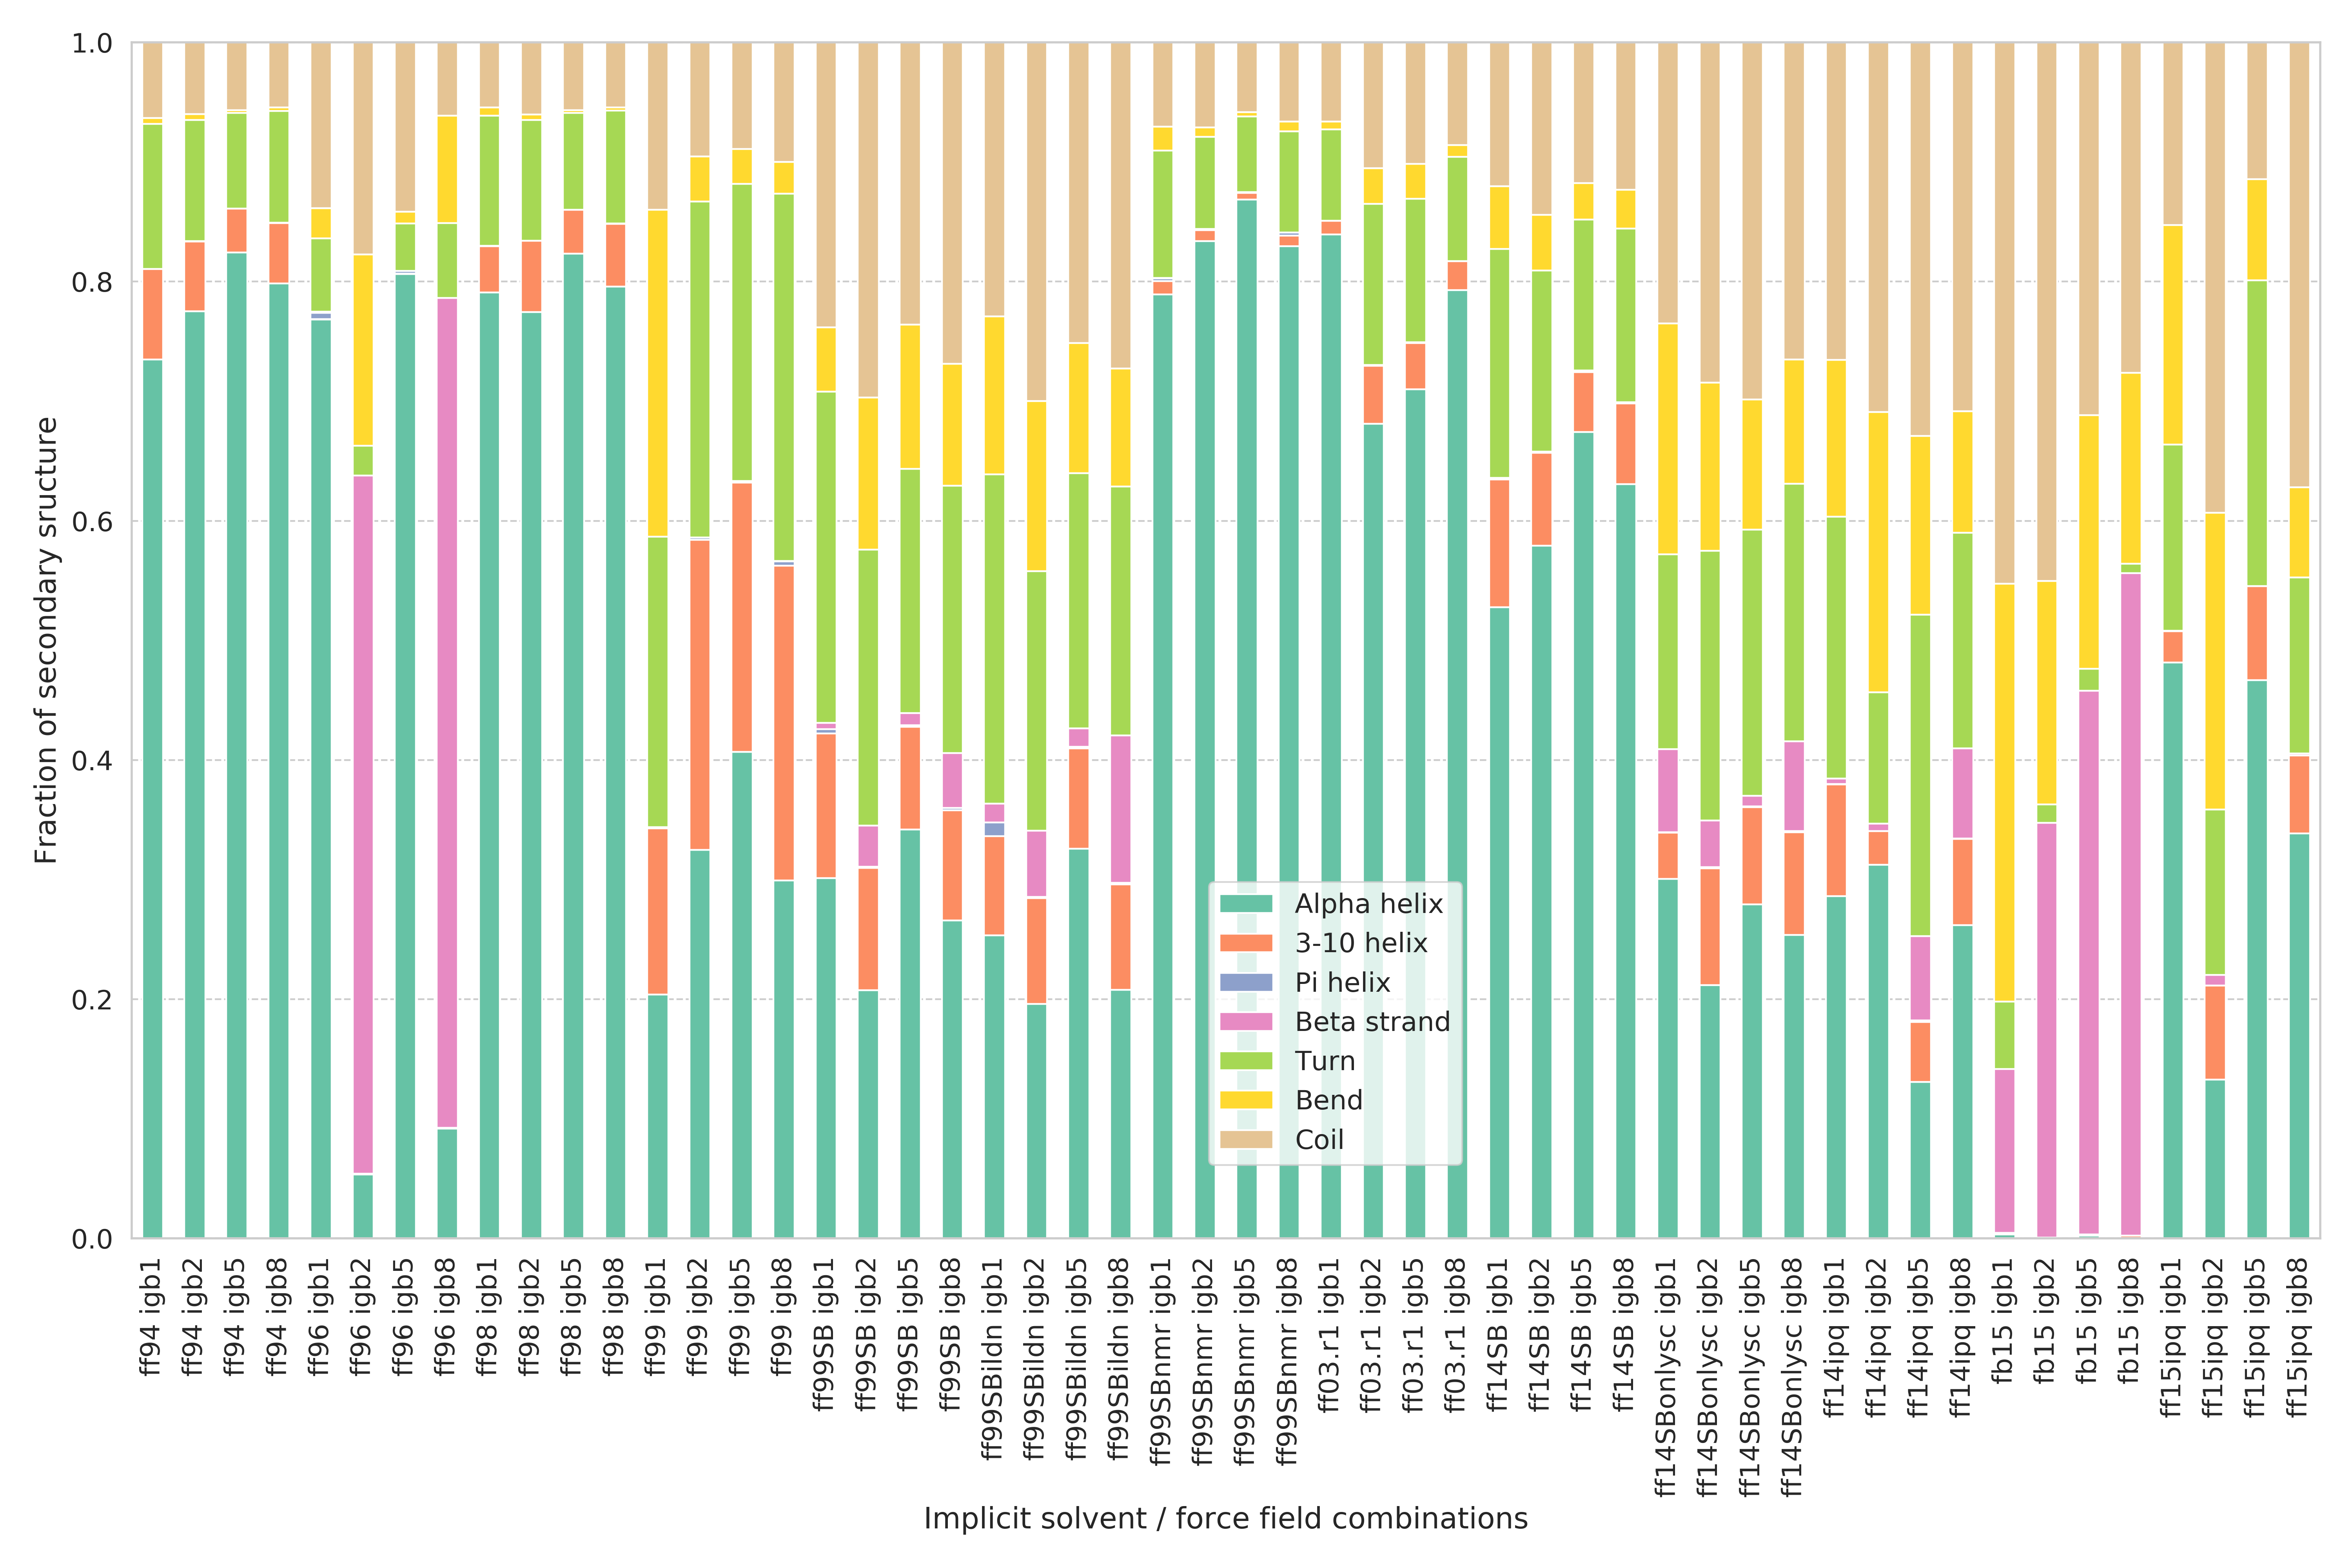 1.0
0.8
0.6
0.4
0.2
0.0
Fraction of secondary sructure
Alpha helix
3-10 helix
Pi helix
Beta strand
Turn
Bend
Coil
ff94 igb1
ff94 igb2
ff94 igb5
ff94 igb8
ff96 igb1
ff96 igb2
ff96 igb5
ff96 igb8
ff98 igb1
ff98 igb2
ff98 igb5
ff98 igb8
ff99 igb1
ff99 igb2
ff99 igb5
ff99 igb8
ff99SB igb1
ff99SB igb2
ff99SB igb5
ff99SB igb8
ff99SBildn igb1
ff99SBildn igb2
ff99SBildn igb5
ff99SBildn igb8
ff99SBnmr igb1
ff99SBnmr igb2
ff99SBnmr igb5
ff99SBnmr igb8
ff03.r1 igb1
ff03.r1 igb2
ff03.r1 igb5
ff03.r1 igb8
ff14SB igb1
ff14SB igb2
ff14SB igb5
ff14SB igb8
ff14SBonlysc igb1
ff14SBonlysc igb2
ff14SBonlysc igb5
ff14SBonlysc igb8
ff14ipq igb1
ff14ipq igb2
ff14ipq igb5
ff14ipq igb8
fb15 igb1
fb15 igb2
fb15 igb5
fb15 igb8
ff15ipq igb1
ff15ipq igb2
ff15ipq igb5
ff15ipq igb8
Implicit solvent / force field combinations